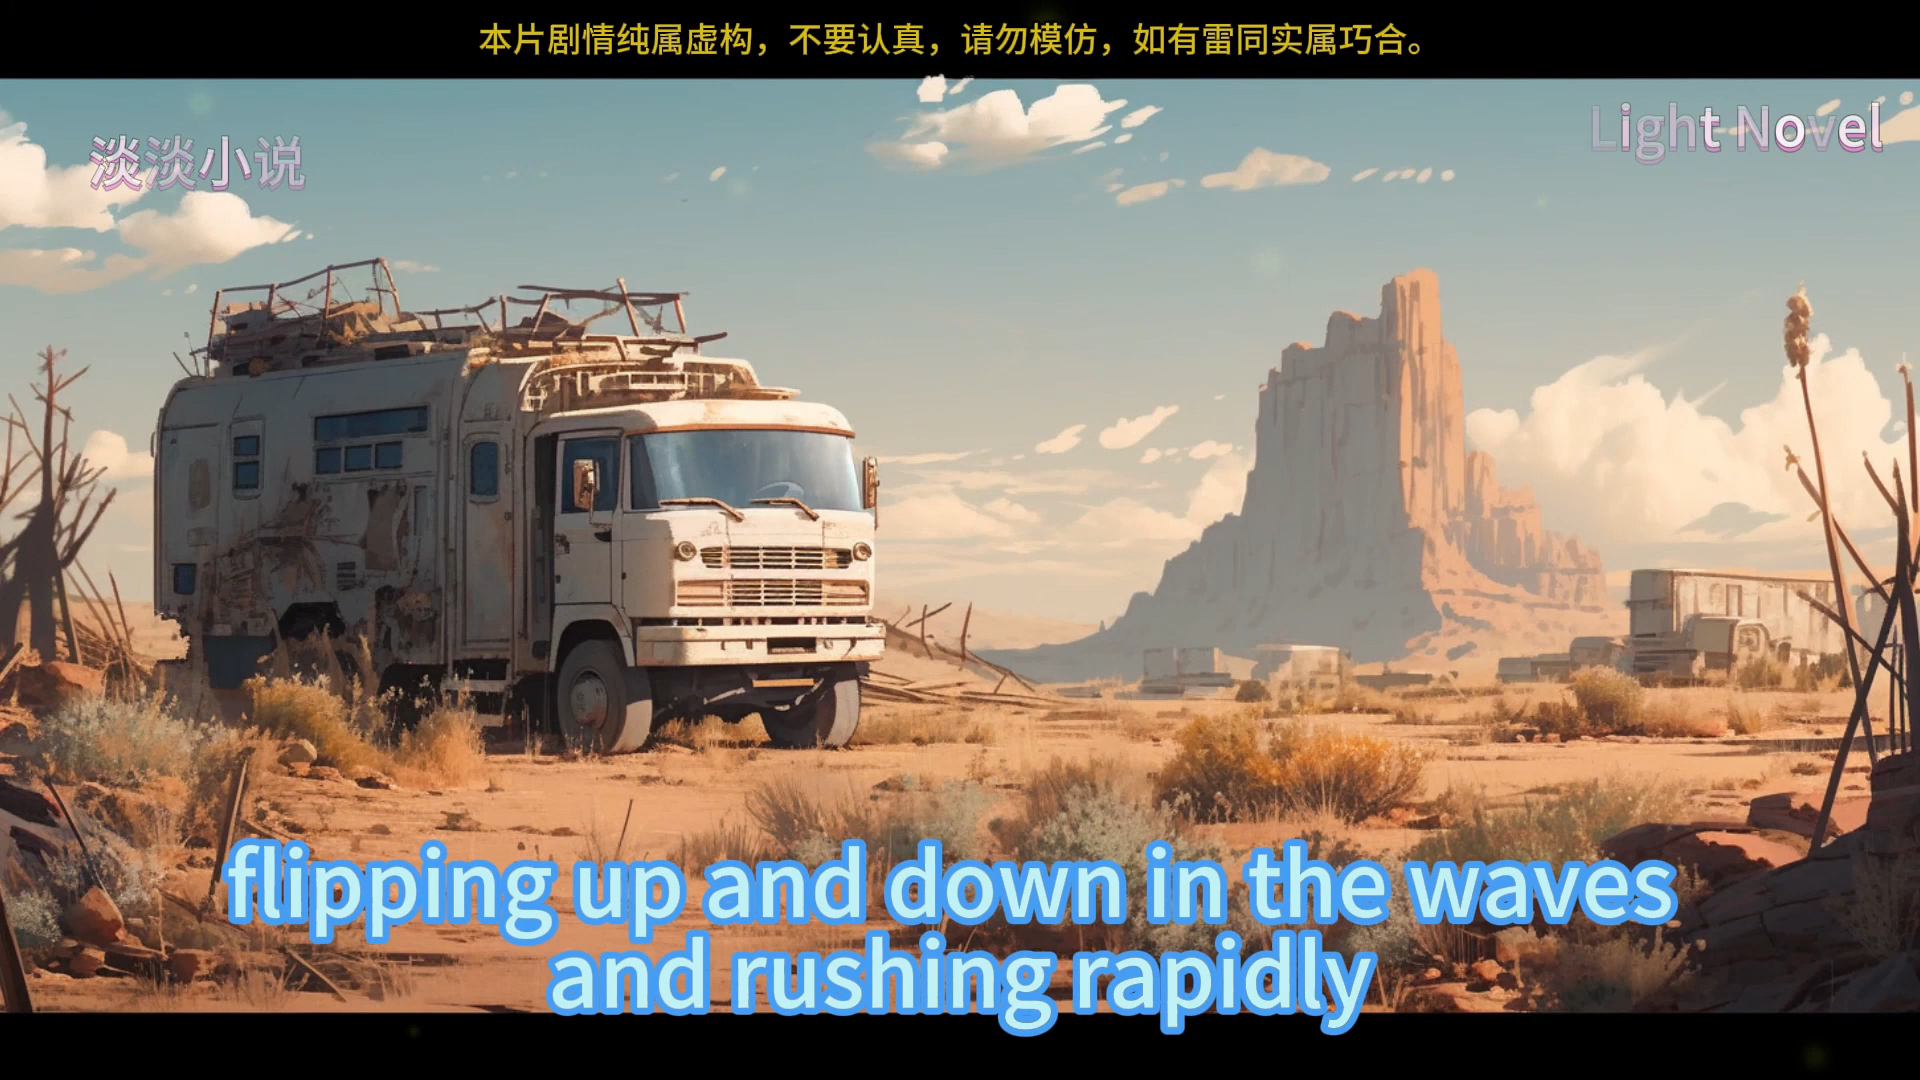 本片剧情纯属虚构，不要认真，请勿模仿，如有雷同实属巧合。
淡淡小说
Light Novel
flipping up and down in the waves
and rushing rapidly